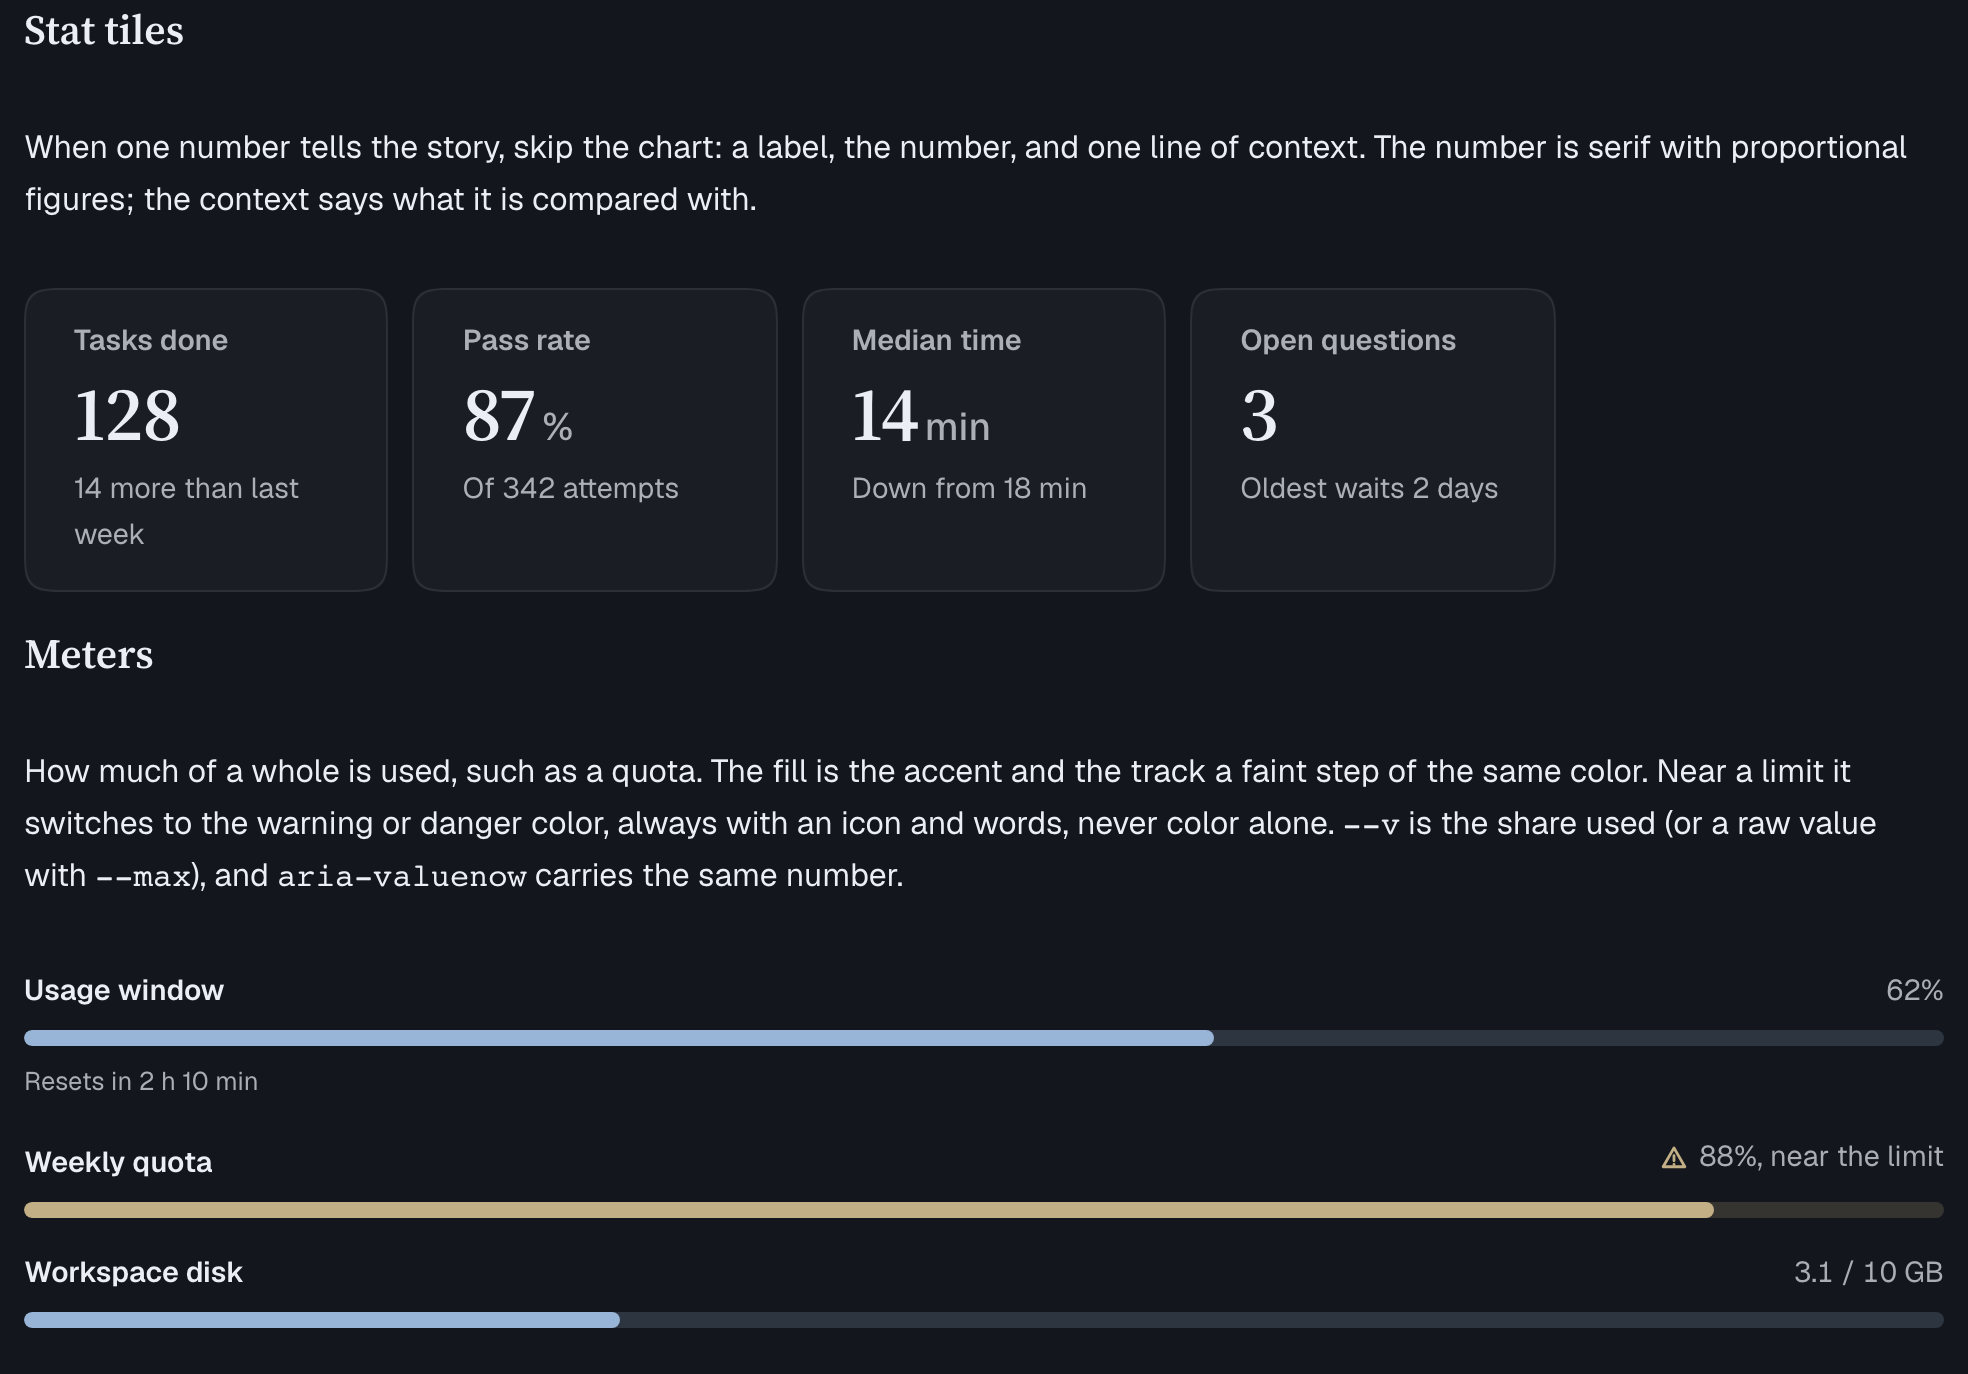 Stat tiles
When one number tells the story, skip the chart: a label, the number, and one line of context. The number is serif with proportional
figures; the context says what it is compared with.
Tasks done
128
14 more than last
week
Pass rate
87 %
Of 342 attempts
Median time
14 min
Down from 18 min
Open questions
3
Oldest waits 2 days
Meters
How much of a whole is used, such as a quota. The fill is the accent and the track a faint step of the same color. Near a limit it
switches to the warning or danger color, always with an icon and words, never color alone. --v is the share used (or a raw value
with --max), and aria-valuenow carries the same number.
Usage window 62%
Resets in 2 h 10 min
Weekly quota 88%, near the limit
Workspace disk 3.1 / 10 GB